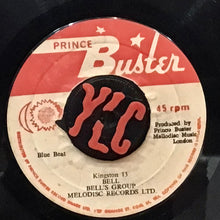 PRINCE
Buster
45 rpm
YLC
Produced by
Prince Buster
Melodisc Music,
London
Blue Beat
Kingston 13
BELL
BELL'S GROUP
MELODISC RECORDS LTD.